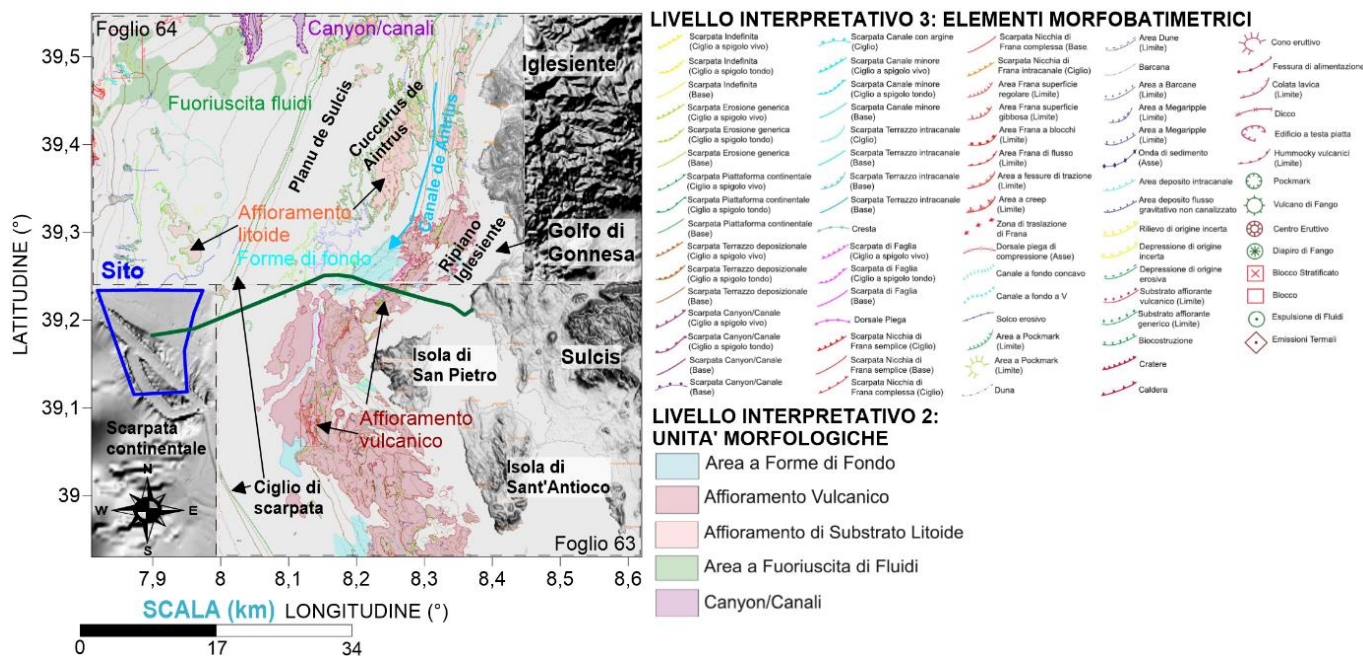 Foglio 64
Canyon/canali
Iglesiente
Fuoriuscita fluidi
Planu de Sulcis
Cuccurus de
Aintrus
Canale de Antrius
Affioramento
litoide
Forme di fondo
Ripiano
Iglesiente
Golfo di
Gonnesa
Sito
Isola di
San Pietro
Sulcis
Affioramento
vulcanico
Scarpata
continentale
Isola di
Sant'Antioco
Ciglio di
scarpata
N
W
E
S
Foglio 63
LATITUDINE (°)
39,5
39,4
39,3
39,2
39,1
39
7,9
8
8,1
8,2
8,3
8,4
8,5
8,6
SCALA (km)
LONGITUDINE (°)
0
17
34
LIVELLO INTERPRETATIVO 3: ELEMENTI MORFOBATIMETRICI
Scarpata Indefinita
(Ciglio a spigolo vivo)
Scarpata Indefinita
(Ciglio a spigolo tondo)
Scarpata Indefinita
(Base)
Scarpata Erosione generica
(Ciglio a spigolo vivo)
Scarpata Erosione generica
(Ciglio a spigolo tondo)
Scarpata Erosione generica
(Base)
Scarpata Piattaforma continentale
(Ciglio a spigolo vivo)
Scarpata Piattaforma continentale
(Ciglio a spigolo tondo)
Scarpata Piattaforma continentale
(Base)
Scarpata Terrazzo deposizionale
(Ciglio a spigolo vivo)
Scarpata Terrazzo deposizionale
(Ciglio a spigolo tondo)
Scarpata Terrazzo deposizionale
(Base)
Scarpata Canyon/Canale
(Ciglio a spigolo vivo)
Scarpata Canyon/Canale
(Ciglio a spigolo tondo)
Scarpata Canyon/Canale
(Base)
Scarpata Canyon/Canale
(Base)
Scarpata Canale con argine
(Ciglio)
Scarpata Canale minore
(Ciglio a spigolo vivo)
Scarpata Canale minore
(Ciglio a spigolo tondo)
Scarpata Canale minore
(Base)
Scarpata Terrazzo intracanale
(Ciglio)
Scarpata Terrazzo intracanale
(Base)
Scarpata Terrazzo intracanale
(Base)
Scarpata Terrazzo intracanale
(Base)
Cresta
Scarpata di Faglia
(Ciglio a spigolo vivo)
Scarpata di Faglia
(Ciglio a spigolo tondo)
Scarpata di Faglia
(Base)
Dorsale Piega
Scarpata Nicchia di
Frana semplice (Ciglio)
Scarpata Nicchia di
Frana semplice (Base)
Scarpata Nicchia di
Frana complessa (Ciglio)
Scarpata Nicchia di
Frana complessa (Base
Scarpata Nicchia di
Frana intracanale (Ciglio)
Area Frana superficie
regolare (Limite)
Area Frana superficie
gibbosa (Limite)
Area Frana a blocchi
(Limite)
Area Frana di flusso
(Limite)
Area a fessure di trazione
(Limite)
Area a creep
(Limite)
Zona di traslazione
di Frana
Dorsale piega di
compressione (Asse)
Canale a fondo concavo
Canale a fondo a V
Solco erosivo
Area a Pockmark
(Limite)
Area a Pockmark
(Limite)
Duna
Area Dune
(Limite)
Barcana
Area a Barcane
(Limite)
Area a Megaripple
(Limite)
Area a Megaripple
(Limite)
Onda di sedimento
(Asse)
Area deposito intracanale
Area deposito flusso
gravitativo non canalizzato
Rilievo di origine incerta
Depressione di origine
incerta
Depressione di origine
erosiva
Substrato affiorante
vulcanico (Limite)
Substrato affiorante
generico (Limite)
Biocostruzione
Cratere
Caldera
Cono eruttivo
Fessura di alimentazione
Colata lavica
(Limite)
Dicco
Edificio a testa piatta
Hummocky vulcanici
(Limite)
Pockmark
Vulcano di Fango
Centro Eruttivo
Diapiro di Fango
Blocco Stratificato
Blocco
Espulsione di Fluidi
Emissioni Termali
LIVELLO INTERPRETATIVO 2:
UNITA' MORFOLOGICHE
Area a Forme di Fondo
Affioramento Vulcanico
Affioramento di Substrato Litoide
Area a Fuoriuscita di Fluidi
Canyon/Canali